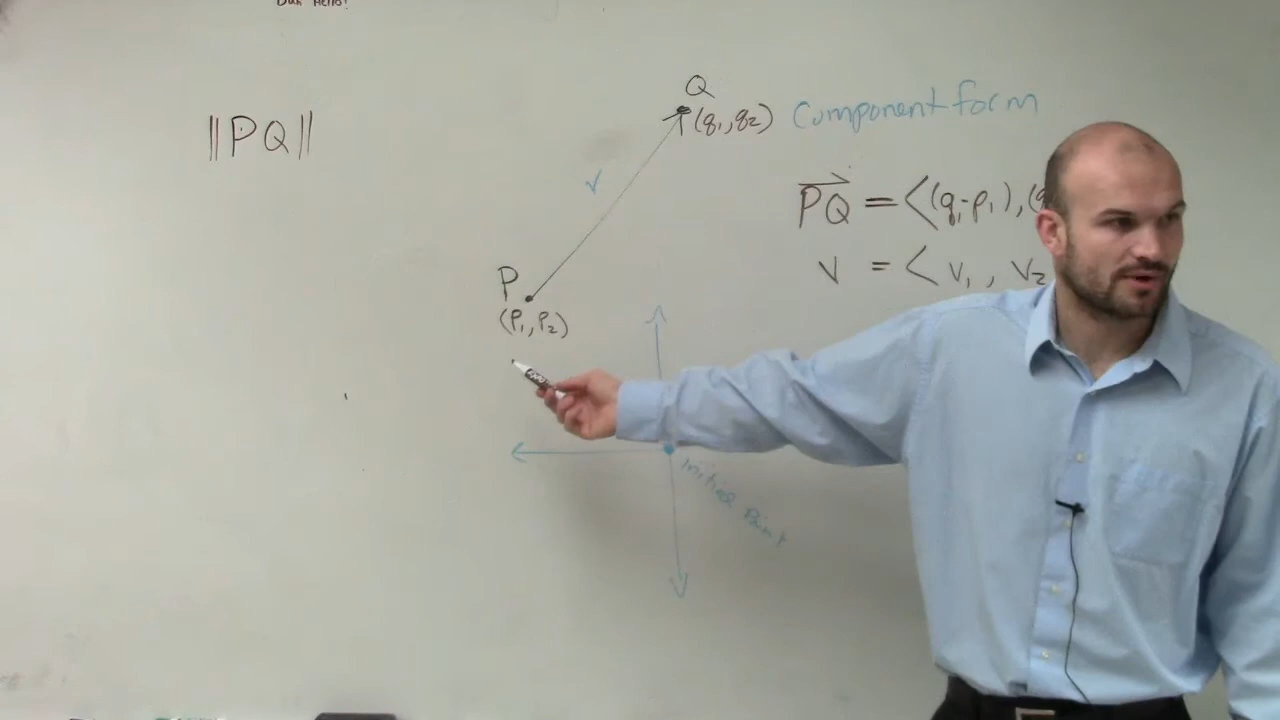 Q
(q₁,q₂) Component form
||PQ||
v
PQ = <(q₁-p₁),(q
P
v = < v₁, v₂
(P₁,P₂)
initial Point